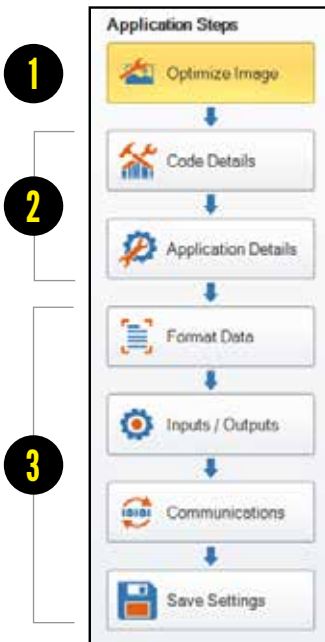 Application Steps
1
Optimize Image
2
Code Details
Application Details
3
Format Data
Inputs / Outputs
Communications
Save Settings